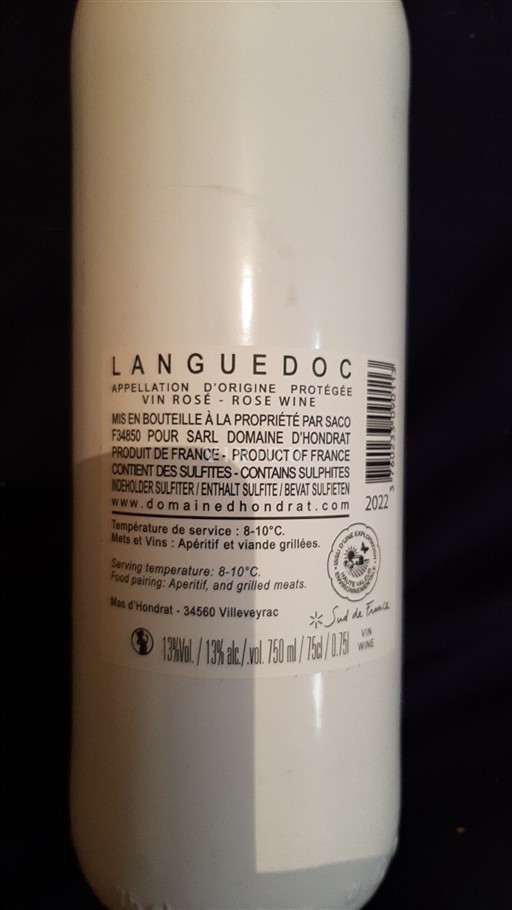 LANGUEDOC
APPELLATION D'ORIGINE PROTÉGÉE
VIN ROSÉ - ROSE WINE
MIS EN BOUTEILLE À LA PROPRIÉTÉ PAR SACO
F34850 POUR SARL DOMAINE D'HONDRAT
PRODUIT DE FRANCE - PRODUCT OF FRANCE
CONTIENT DES SULFITES - CONTAINS SULPHITES
INDEHOLDER SULFITER / ENTHALT SULFITE / BEVAT SULFIETEN
www.domainedhondrat.com
2022
Température de service : 8-10°C.
Mets et Vins : Apéritif et viande grillées.
Serving temperature: 8-10°C.
Food pairing: Aperitif, and grilled meats.
Mas d'Hondrat - 34560 Villeveyrac
HAUTE VALEUR
ENVIRONNEMENTALE
Sud de France
VIN
WINE
13%Vol. / 13% alc./.vol. 750 ml / 75cl / 0.75l